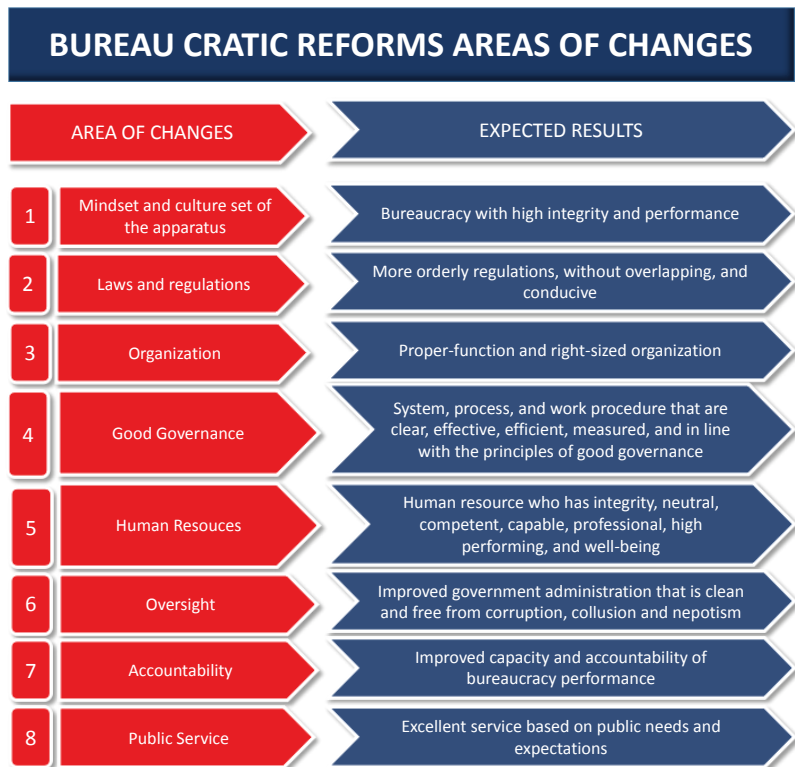 BUREAU CRATIC REFORMS AREAS OF CHANGES
AREA OF CHANGES
EXPECTED RESULTS
1
Mindset and culture set of
the apparatus
Bureaucracy with high integrity and performance
2
Laws and regulations
More orderly regulations, without overlapping, and
conducive
3
Organization
Proper-function and right-sized organization
4
Good Governance
System, process, and work procedure that are
clear, effective, efficient, measured, and in line
with the principles of good governance
5
Human Resouces
Human resource who has integrity, neutral,
competent, capable, professional, high
performing, and well-being
6
Oversight
Improved government administration that is clean
and free from corruption, collusion and nepotism
7
Accountability
Improved capacity and accountability of
bureaucracy performance
8
Public Service
Excellent service based on public needs and
expectations